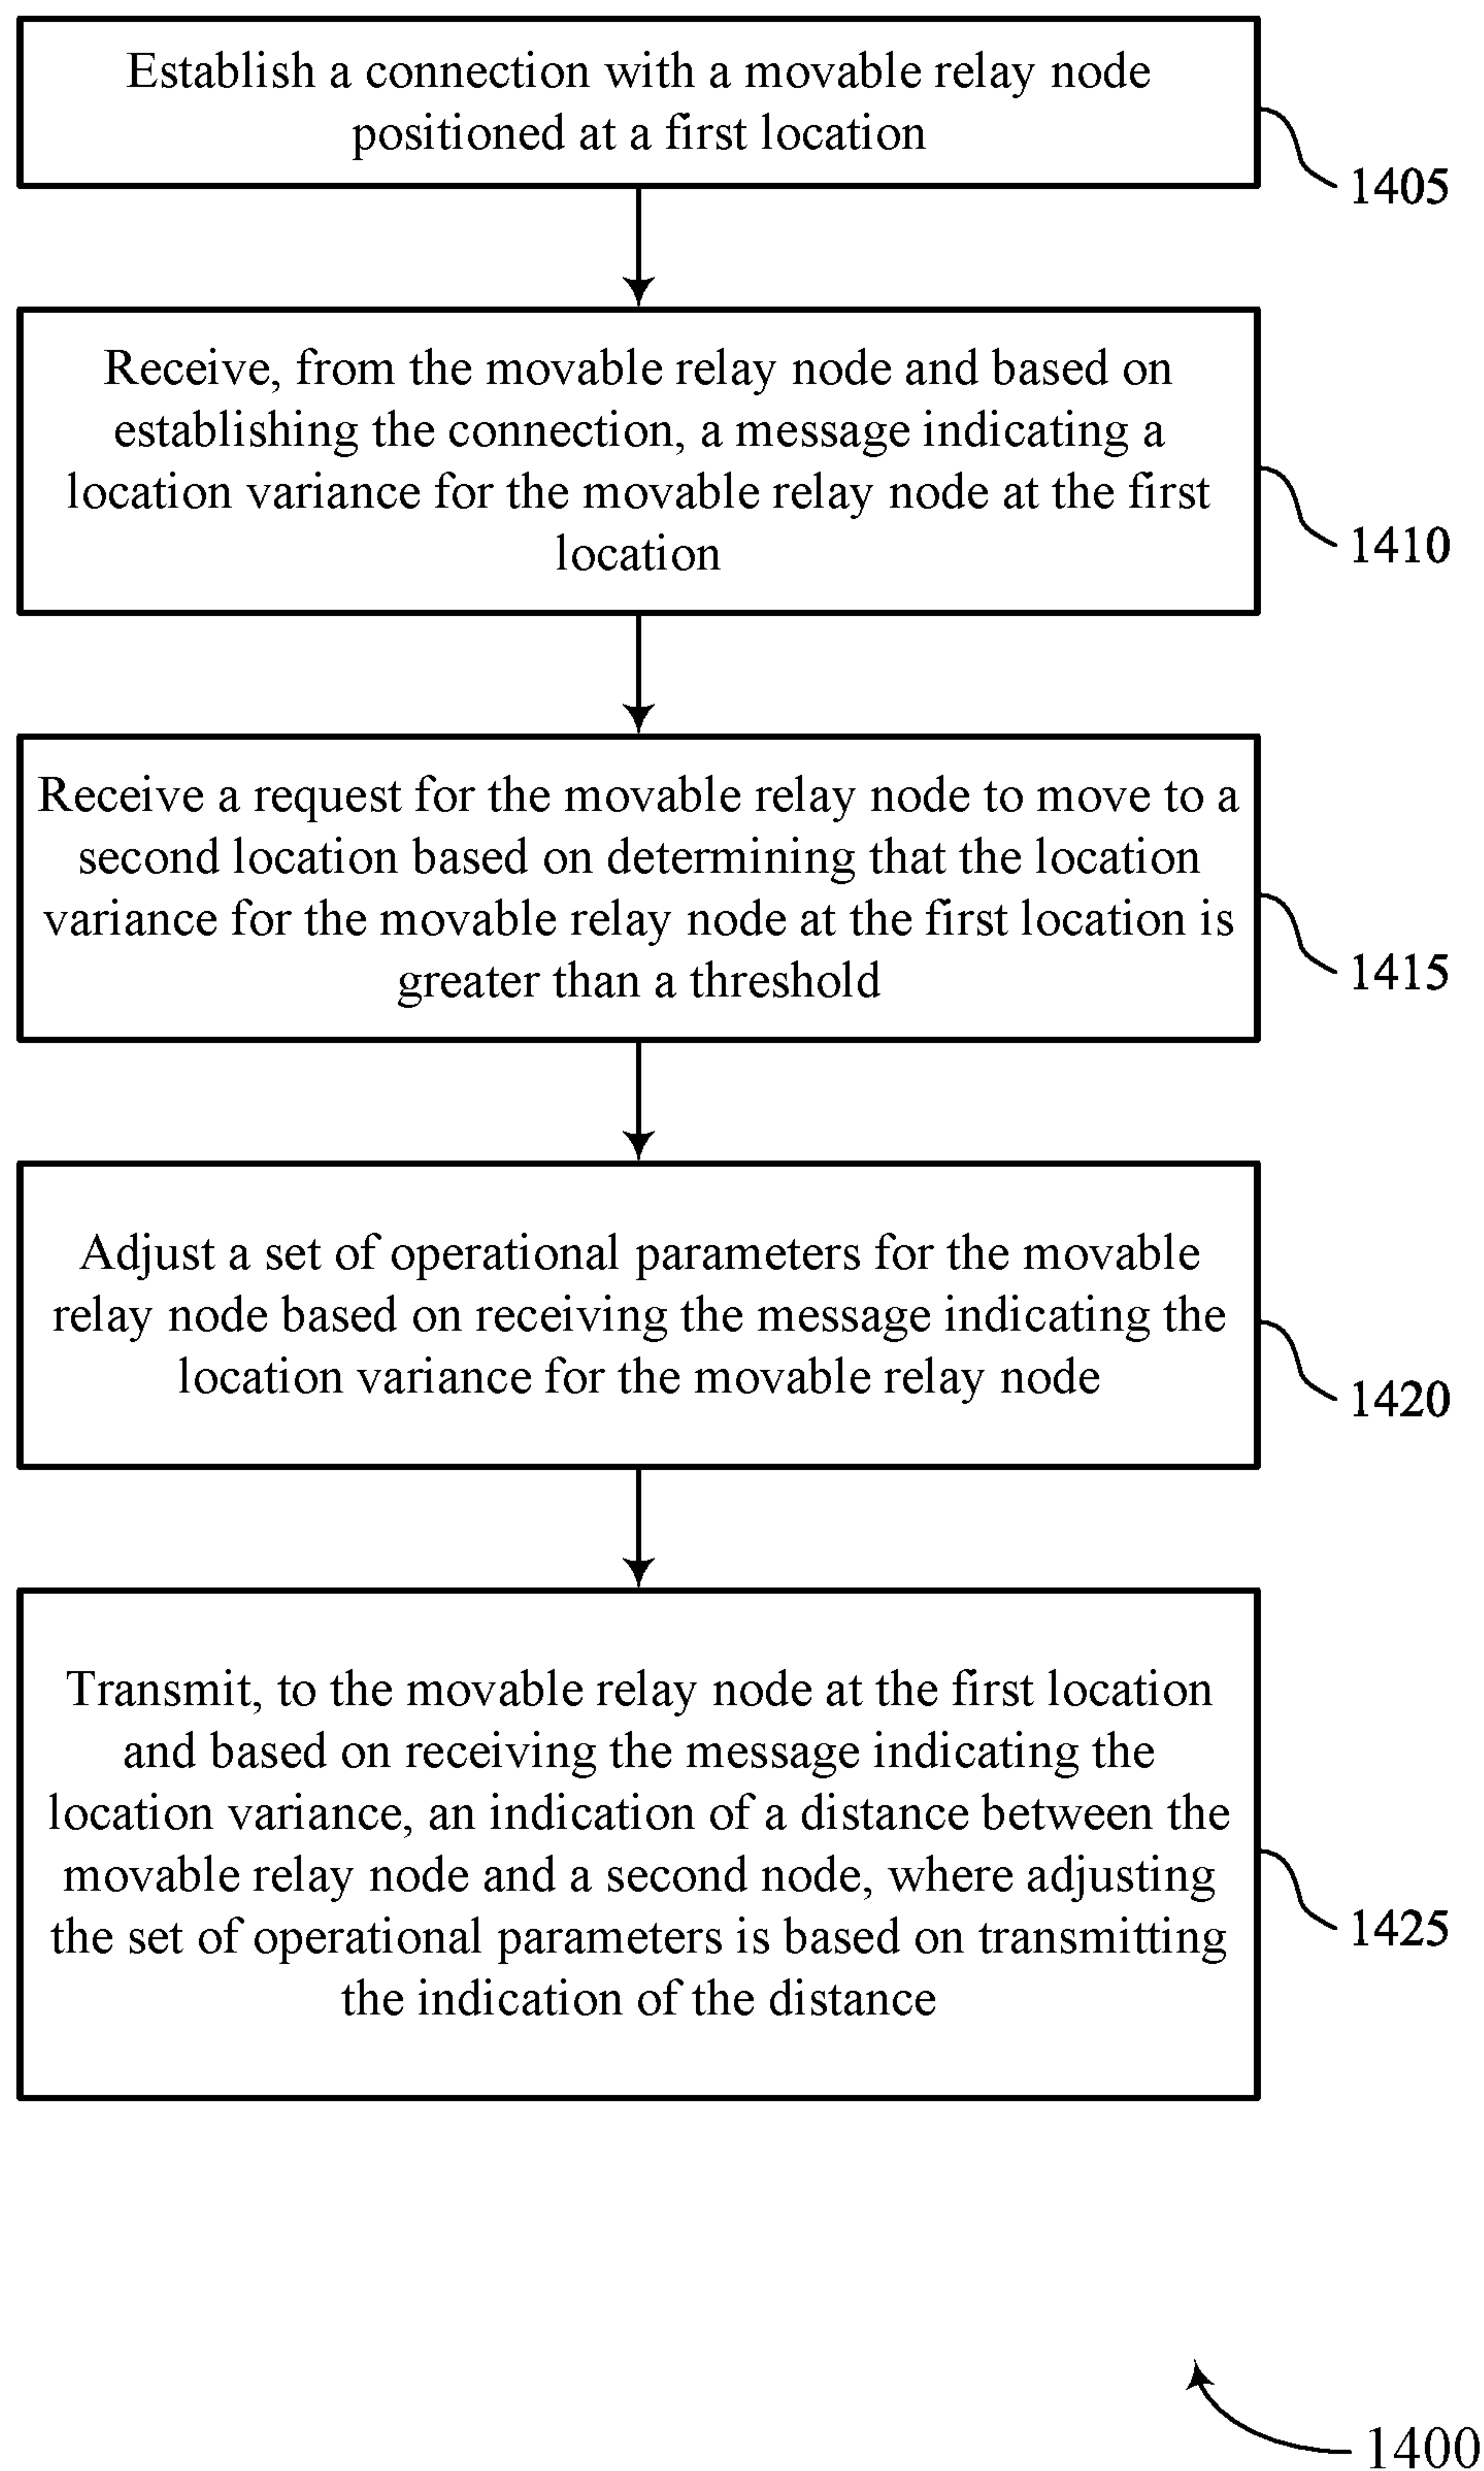 Establish a connection with a movable relay node
positioned at a first location
1405
Receive, from the movable relay node and based on
establishing the connection, a message indicating a
location variance for the movable relay node at the first
location
1410
Receive a request for the movable relay node to move to a
second location based on determining that the location
variance for the movable relay node at the first location is
greater than a threshold
1415
Adjust a set of operational parameters for the movable
relay node based on receiving the message indicating the
location variance for the movable relay node
1420
Transmit, to the movable relay node at the first location
and based on receiving the message indicating the
location variance, an indication of a distance between the
movable relay node and a second node, where adjusting
the set of operational parameters is based on transmitting
the indication of the distance
1425
1400